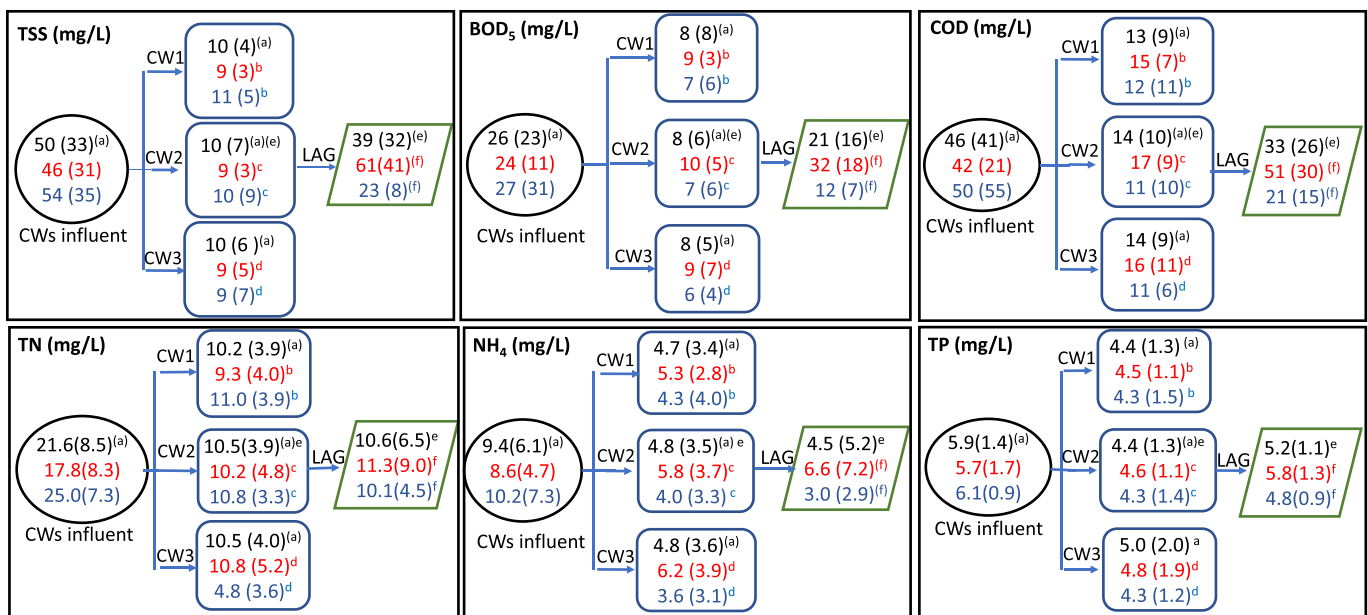 TSS (mg/L)
CW1
10 (4)(a)
9 (3)b
11 (5)b
50 (33)(a)
46 (31)
54 (35)
CWs influent
CW2
10 (7)(a)(e)
9 (3)c
10 (9)c
LAG
39 (32)(e)
61(41)(f)
23 (8)(f)
CW3
10 (6 )(a)
9 (5)d
9 (7)d
BOD5 (mg/L)
CW1
8 (8)(a)
9 (3)b
7 (6)b
26 (23)(a)
24 (11)
27 (31)
CWs influent
CW2
8 (6)(a)(e)
10 (5)c
7 (6)c
LAG
21 (16)(e)
32 (18)(f)
12 (7)(f)
CW3
8 (5)(a)
9 (7)d
6 (4)d
COD (mg/L)
CW1
13 (9)(a)
15 (7)b
12 (11)b
46 (41)(a)
42 (21)
50 (55)
CWs influent
CW2
14 (10)(a)(e)
17 (9)c
11 (10)c
LAG
33 (26)(e)
51 (30) (f)
21 (15)(f)
CW3
14 (9)(a)
16 (11)d
11 (6)d
TN (mg/L)
CW1
10.2 (3.9)(a)
9.3 (4.0)b
11.0 (3.9)b
21.6(8.5)(a)
17.8(8.3)
25.0(7.3)
CWs influent
CW2
10.5(3.9)(a)e
10.2 (4.8)c
10.8 (3.3)c
LAG
10.6(6.5)e
11.3(9.0)f
10.1(4.5)f
CW3
10.5 (4.0)(a)
10.8 (5.2)d
4.8 (3.6)d
NH4 (mg/L)
CW1
4.7 (3.4)(a)
5.3 (2.8)b
4.3 (4.0)b
9.4(6.1)(a)
8.6(4.7)
10.2(7.3)
CWs influent
CW2
4.8 (3.5)(a) e
5.8 (3.7)c
4.0 (3.3) c
LAG
4.5 (5.2)e
6.6 (7.2)(f)
3.0 (2.9)(f)
CW3
4.8 (3.6)(a)
6.2 (3.9)d
3.6 (3.1)d
TP (mg/L)
CW1
4.4 (1.3) (a)
4.5 (1.1)b
4.3 (1.5) b
5.9(1.4)(a)
5.7(1.7)
6.1(0.9)
CWs influent
CW2
4.4 (1.3)(a)e
4.6 (1.1)c
4.3 (1.4)c
LAG
5.2(1.1)e
5.8(1.3)f
4.8(0.9)f
CW3
5.0 (2.0) a
4.8 (1.9)d
4.3 (1.2)d